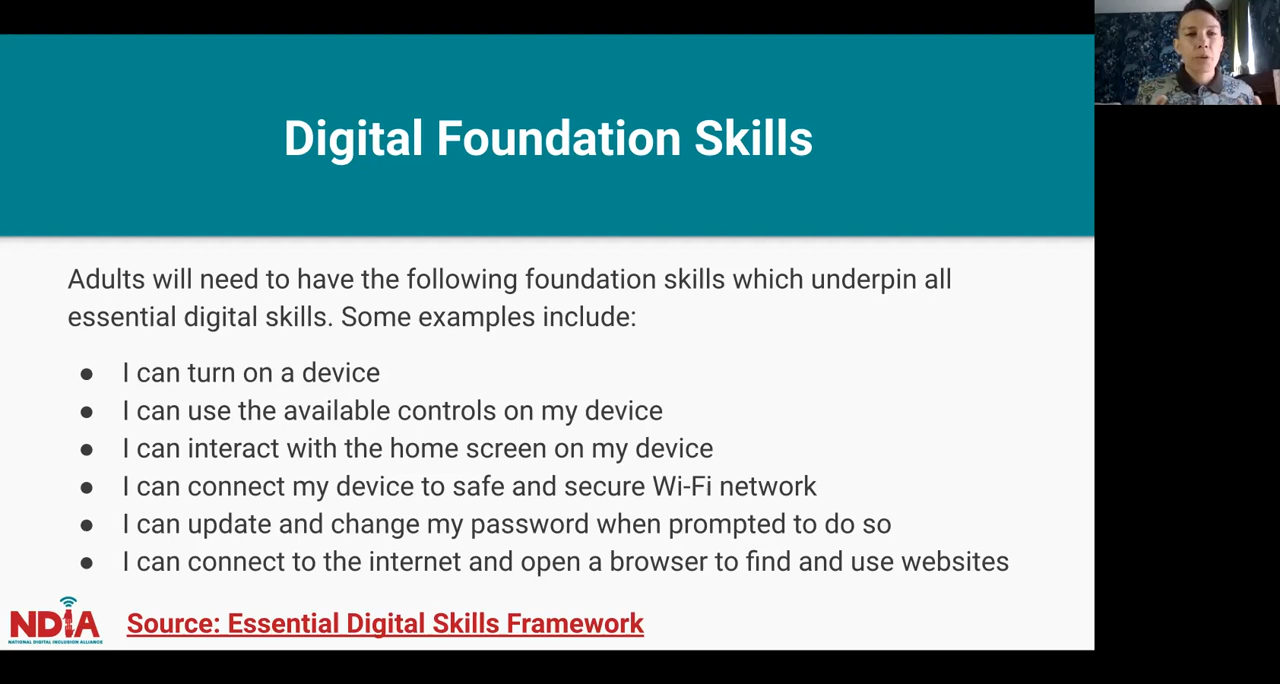 Digital Foundation Skills
Adults will need to have the following foundation skills which underpin all
essential digital skills. Some examples include:
● I can turn on a device
● I can use the available controls on my device
● I can interact with the home screen on my device
● I can connect my device to safe and secure Wi-Fi network
● I can update and change my password when prompted to do so
● I can connect to the internet and open a browser to find and use websites
NDIA
NATIONAL DIGITAL INCLUSION ALLIANCE
Source: Essential Digital Skills Framework